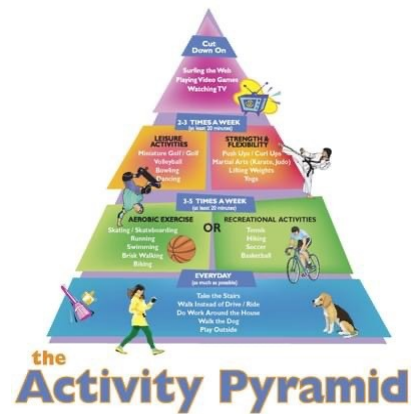 Cut
Down On
Surfing the Web
Playing Video Games
Watching TV
2-3 TIMES A WEEK
(at least 20 minutes)
LEISURE
ACTIVITIES
Miniature Golf / Golf
Volleyball
Bowling
Dancing
STRENGTH &
FLEXIBILITY
Push Ups / Curl Ups
Martial Arts (Karate, Judo)
Lifting Weights
Yoga
3-5 TIMES A WEEK
(at least 20 minutes)
AEROBIC EXERCISE
Skating / Skateboarding
Running
Swimming
Brisk Walking
Biking
OR
RECREATIONAL ACTIVITIES
Tennis
Hiking
Soccer
Basketball
EVERYDAY
(as much as possible)
Take the Stairs
Walk Instead of Drive / Ride
Do Work Around the House
Walk the Dog
Play Outside
the
Activity Pyramid